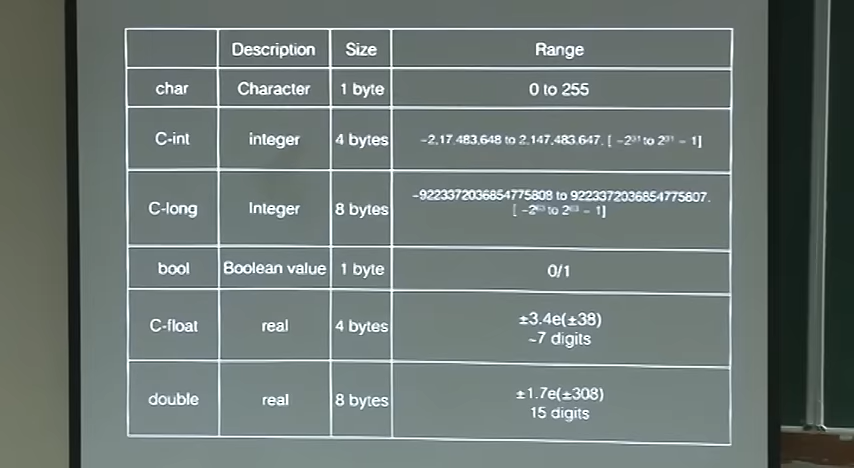 Description Size Range
char Character 1 byte 0 to 255
C-int integer 4 bytes −2,17,483,648 to 2,147,483,647. [ −2³¹ to 2³¹ − 1]
C-long Integer 8 bytes −9223372036854775808 to 9223372036854775807.
[ −2⁶³ to 2⁶³ − 1]
bool Boolean value 1 byte 0/1
C-float real 4 bytes ±3.4e(±38)
~7 digits
double real 8 bytes ±1.7e(±308)
15 digits